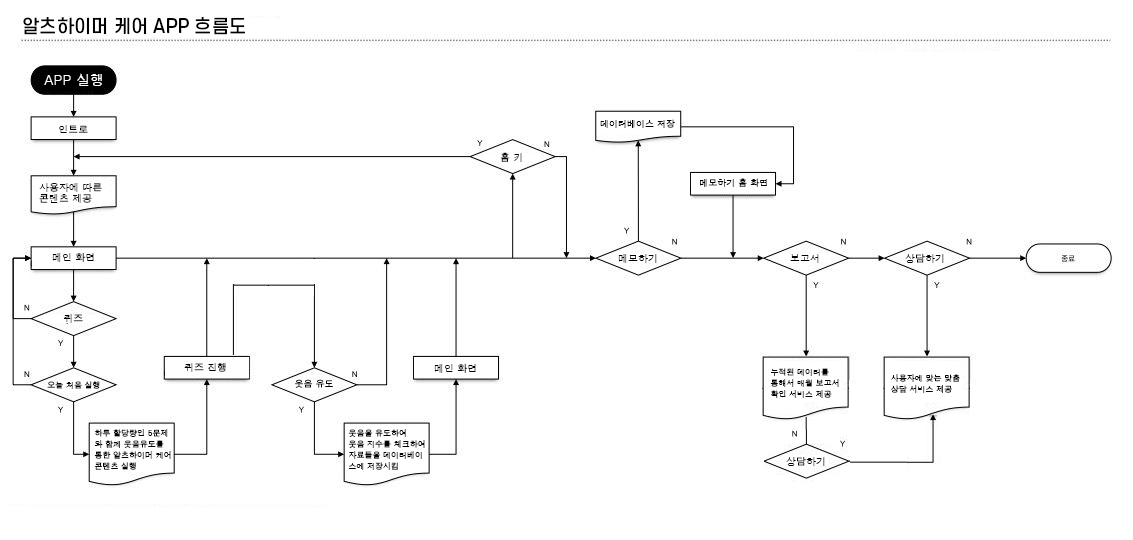 알츠하이머 케어 APP 흐름도
APP 실행
인트로
사용자에 따른
콘텐츠 제공
메인 화면
N
퀴즈
Y
N
오늘 처음 실행
Y
하루 할당량인 5문제
와 함께 웃음유도를
통한 알츠하이머 케어
콘텐츠 실행
퀴즈 진행
웃음 유도
N
Y
웃음을 유도하여
웃음 지수를 체크하여
자료들을 데이터베이
스에 저장시킴
메인 화면
Y
홈 키
N
데이터베이스 저장
메모하기 홈 화면
Y
메모하기
N
보고서
N
Y
상담하기
N
Y
종료
누적된 데이터를
통해서 매월 보고서
확인 서비스 제공
사용자에 맞는 맞춤
상담 서비스 제공
N
상담하기
Y